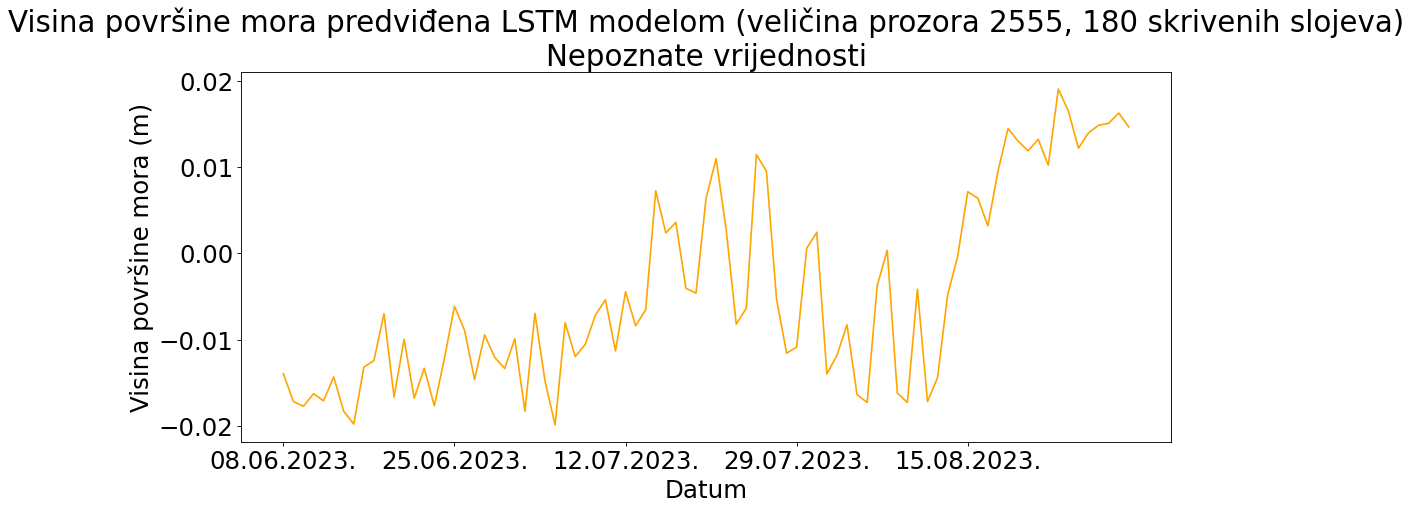 Visina površine mora predviđena LSTM modelom (veličina prozora 2555, 180 skrivenih slojeva)
Nepoznate vrijednosti
Visina površine mora (m)
0.02
0.01
0.00
−0.01
−0.02
08.06.2023. 25.06.2023. 12.07.2023. 29.07.2023. 15.08.2023.
Datum